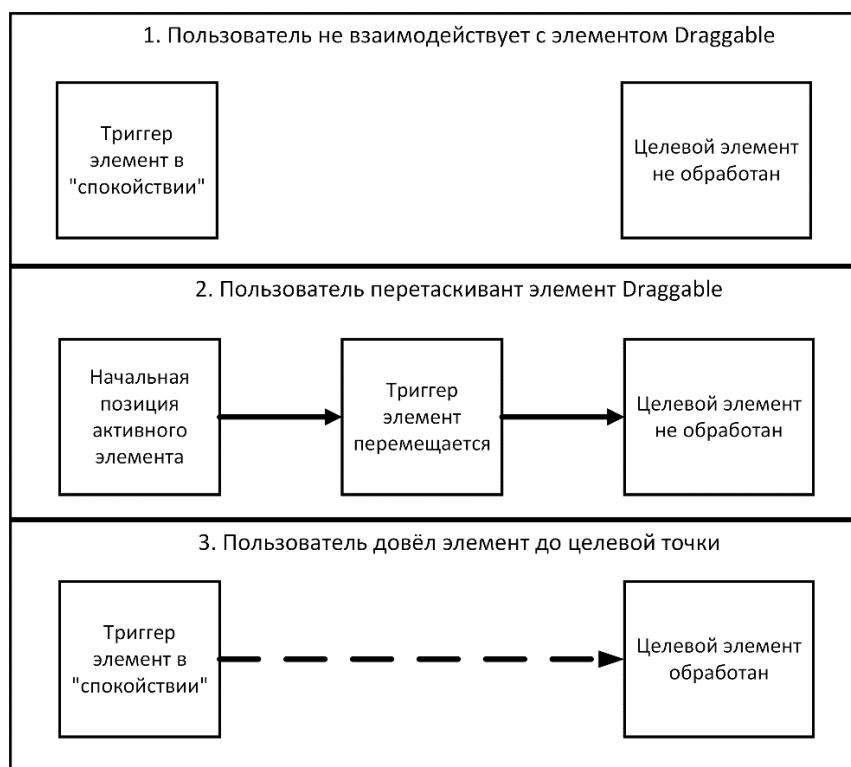 1. Пользователь не взаимодействует с элементом Draggable
Триггер
элемент в
"спокойствии"
Целевой элемент
не обработан
2. Пользователь перетаскивант элемент Draggable
Начальная
позиция
активного
элемента
Триггер
элемент
перемещается
Целевой элемент
не обработан
3. Пользователь довёл элемент до целевой точки
Триггер
элемент в
"спокойствии"
Целевой элемент
обработан